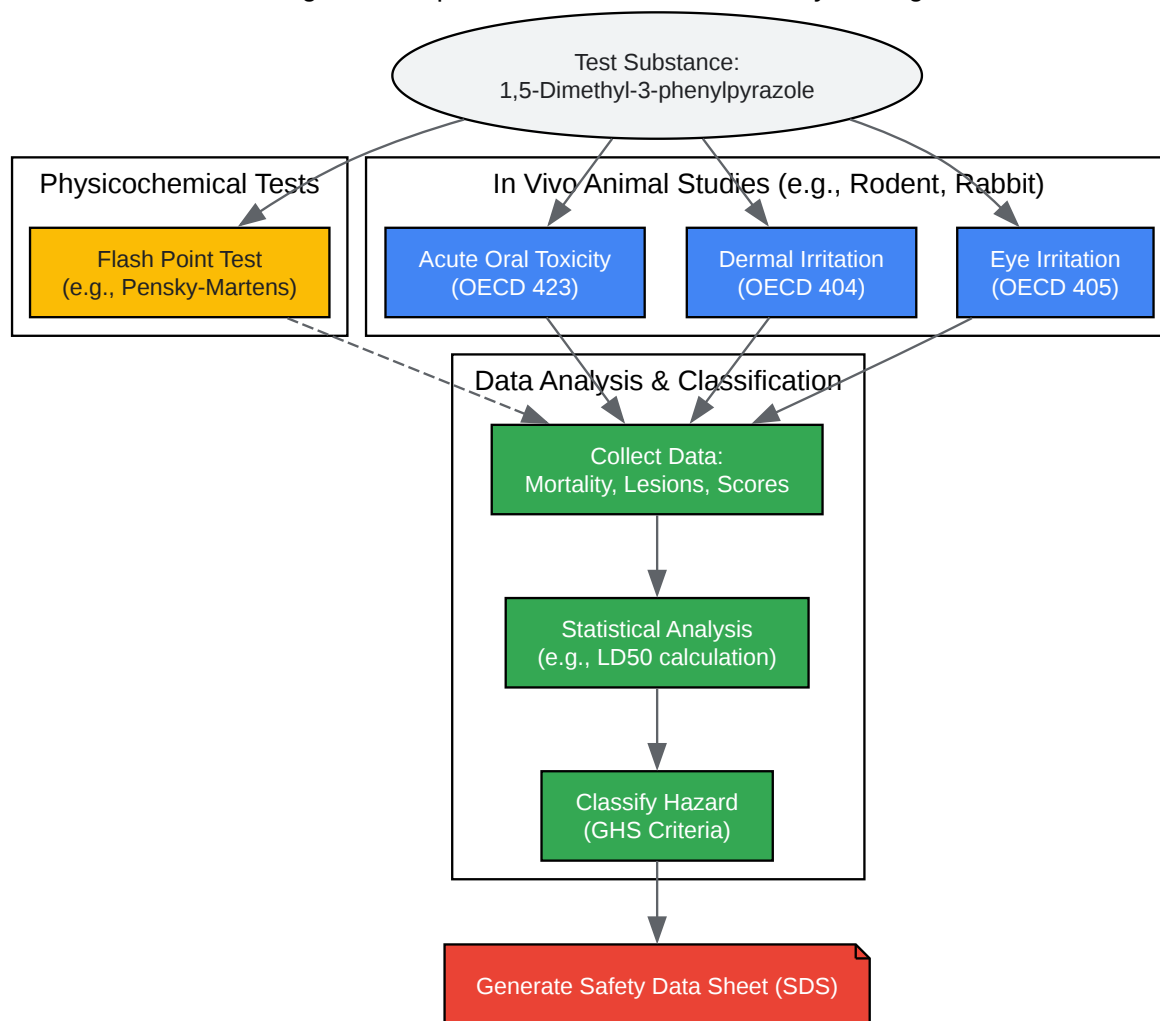 Test Substance:
1,5-Dimethyl-3-phenylpyrazole
Physicochemical Tests
In Vivo Animal Studies (e.g., Rodent, Rabbit)
Flash Point Test
(e.g., Pensky-Martens)
Acute Oral Toxicity
(OECD 423)
Dermal Irritation
(OECD 404)
Eye Irritation
(OECD 405)
Data Analysis & Classification
Collect Data:
Mortality, Lesions, Scores
Statistical Analysis
(e.g., LD50 calculation)
Classify Hazard
(GHS Criteria)
Generate Safety Data Sheet (SDS)